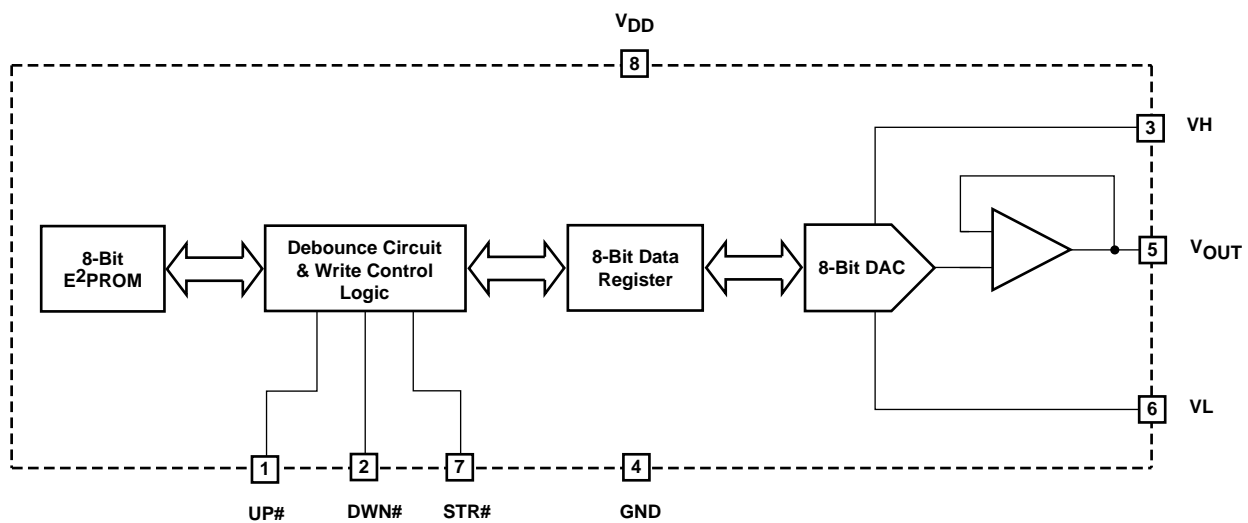 VDD
8
3
VH
8-Bit
E2PROM
Debounce Circuit
& Write Control
Logic
8-Bit Data
Register
8-Bit DAC
5
VOUT
6
VL
1
2
7
4
UP#
DWN#
STR#
GND